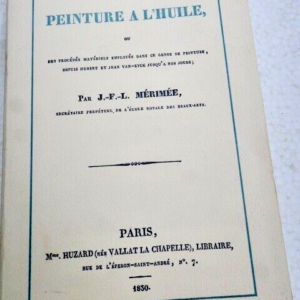 PEINTURE A L'HUILE,
OU
DES PROCÉDÉS MATÉRIELS EMPLOYÉS DANS CE GENRE DE PEINTURE,
DEPUIS HUBERT ET JEAN VAN-EYCK JUSQU'A NOS JOURS;
PAR J.-F.-L. MÉRIMÉE,
SECRÉTAIRE PERPÉTUEL DE L'ÉCOLE ROYALE DES BEAUX-ARTS.
PARIS,
Mme. HUZARD (NÉE VALLAT LA CHAPELLE), LIBRAIRE,
RUE DE L'ÉPERON-SAINT-ANDRÉ, No. 7.
1830.